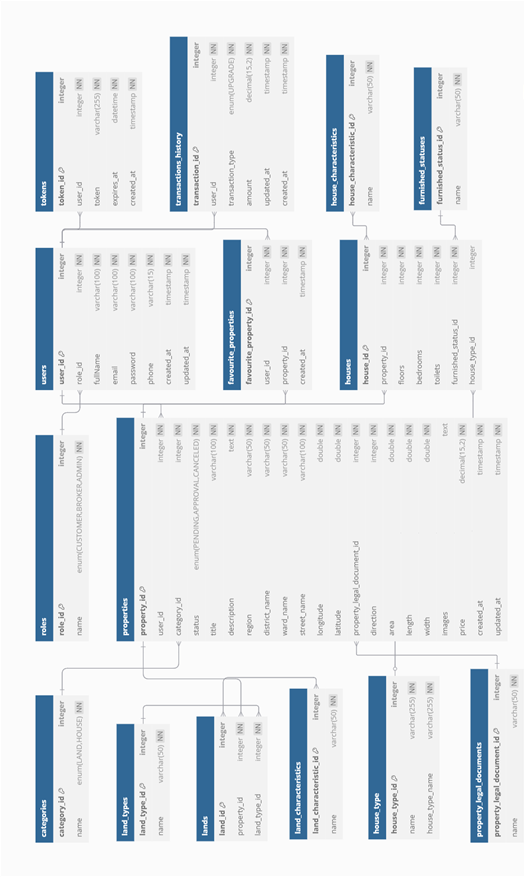 categories
category_id integer
name enum(LAND,HOUSE) NN
roles
role_id integer
name enum(CUSTOMER,BROKER,ADMIN) NN
users
user_id integer
role_id integer NN
fullName varchar(100) NN
email varchar(100) NN
password varchar(100) NN
phone varchar(15) NN
created_at timestamp NN
updated_at timestamp NN
tokens
token_id integer
user_id integer NN
token varchar(255) NN
expires_at datetime NN
created_at timestamp NN
land_types
land_type_id integer
name varchar(50) NN
properties
property_id integer
user_id integer NN
category_id integer NN
status enum(PENDING,APPROVAL,CANCELED) NN
title varchar(100) NN
description text NN
region varchar(50) NN
district_name varchar(50) NN
ward_name varchar(50) NN
street_name varchar(100) NN
longtitude double NN
latitude double NN
property_legal_document_id integer NN
direction integer NN
area double NN
length double NN
width double NN
images text
price decimal(15,2) NN
created_at timestamp NN
updated_at timestamp NN
transactions_history
transaction_id integer
user_id integer NN
transaction_type enum(UPGRADE) NN
amount decimal(15,2) NN
updated_at timestamp NN
created_at timestamp NN
lands
land_id integer
property_id integer NN
land_type_id integer NN
favourite_properties
favourite_property_id integer
user_id integer NN
property_id integer NN
created_at timestamp NN
land_characteristics
land_characteristic_id integer
name varchar(50) NN
house_characteristics
house_characteristic_id integer
name varchar(50) NN
houses
house_id integer
property_id integer NN
floors integer NN
bedrooms integer NN
toilets integer NN
furnished_status_id integer NN
house_type_id integer
house_type
house_type_id integer
name varchar(255) NN
house_type_name varchar(255) NN
furnished_statuses
furnished_status_id integer
name varchar(50) NN
property_legal_documents
property_legal_document_id integer
name varchar(50) NN